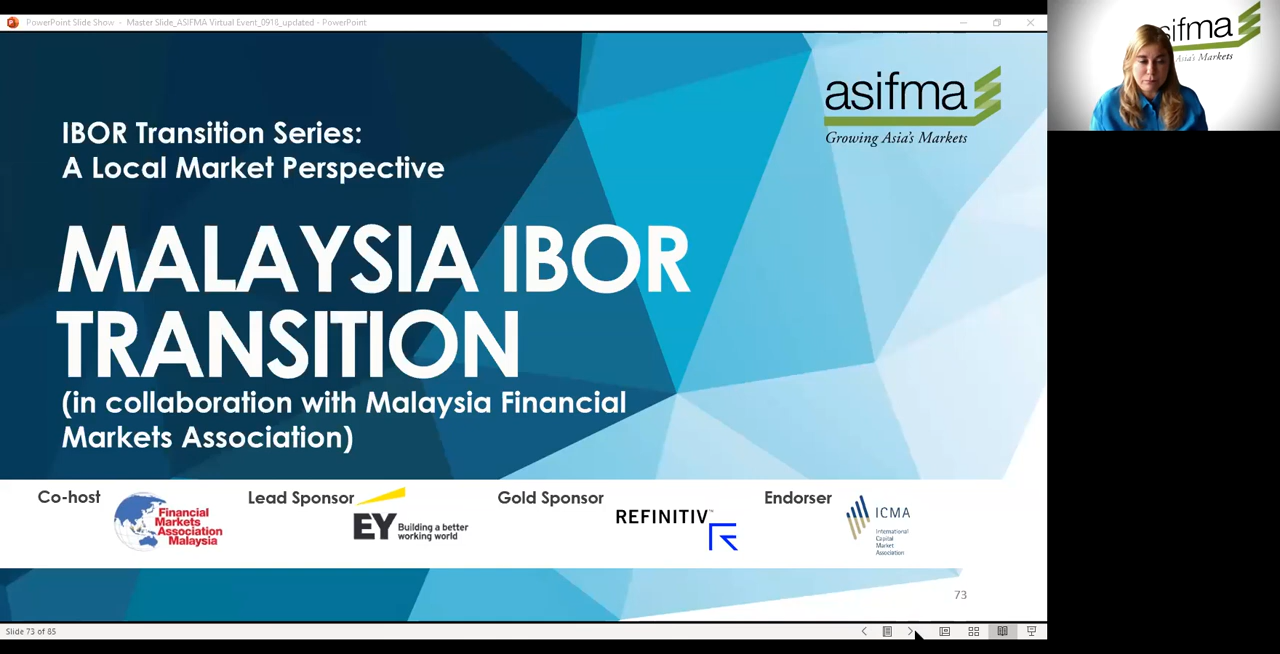 PowerPoint Slide Show - Master Slide_ASIFMA Virtual Event_0918_updated - PowerPoint
asifma
Growing Asia's Markets
IBOR Transition Series:
A Local Market Perspective
MALAYSIA IBOR
TRANSITION
(in collaboration with Malaysia Financial
Markets Association)
Co-host
Financial
Markets
Association
Malaysia
Lead Sponsor
EY
Building a better
working world
Gold Sponsor
REFINITIV
Endorser
ICMA
International
Capital
Market
Association
73
Slide 73 of 85
sifma
Asia's Markets